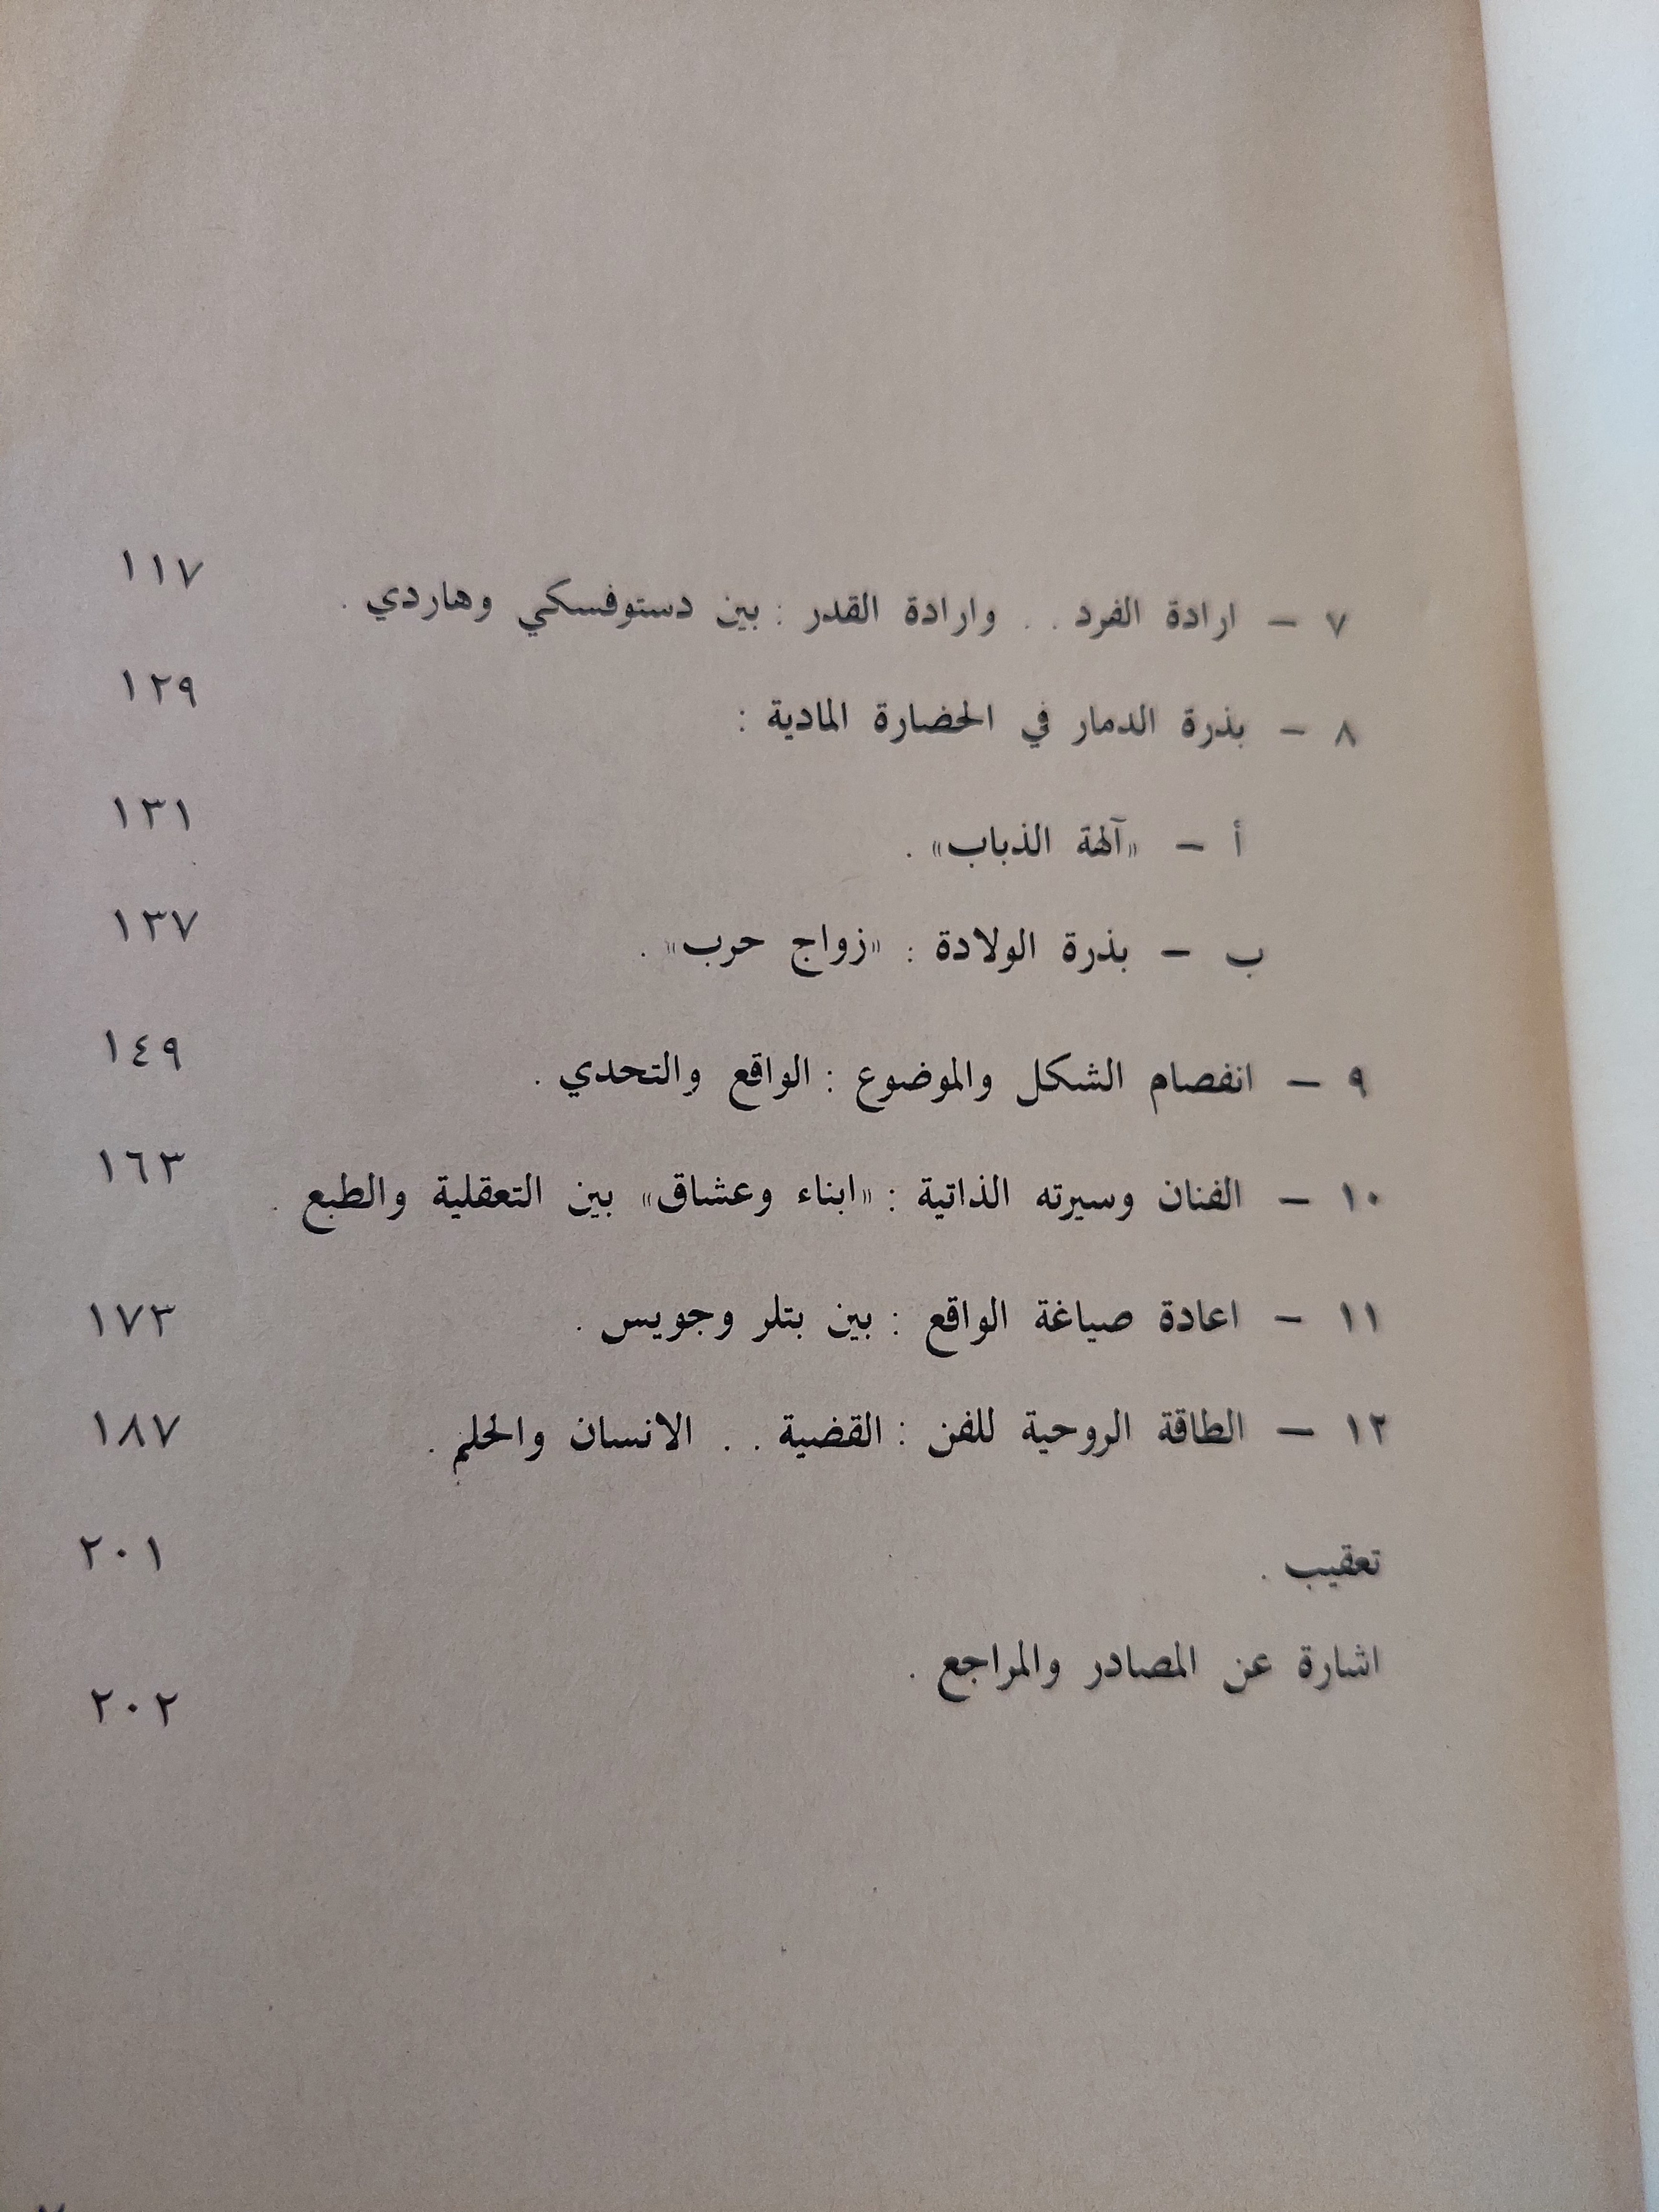 ٧ – ارادة الفرد . . وارادة القدر : بين دستوفسكي وهاردي . ١١٧
٨ – بذرة الدمار في الحضارة المادية : ١٢٩
أ – «آلهة الذباب» . ١٣١
ب – بذرة الولادة : «زواج حرب» . ١٣٧
٩ – انفصام الشكل والموضوع : الواقع والتحدي . ١٤٩
١٠ – الفنان وسيرته الذاتية : «ابناء وعشاق» بين التعقلية والطبع . ١٦٣
١١ – اعادة صياغة الواقع : بين بتلر وجويس . ١٧٣
١٢ – الطاقة الروحية للفن : القضية . . الانسان والحلم . ١٨٧
تعقيب . ٢٠١
اشارة عن المصادر والمراجع . ٢٠٢